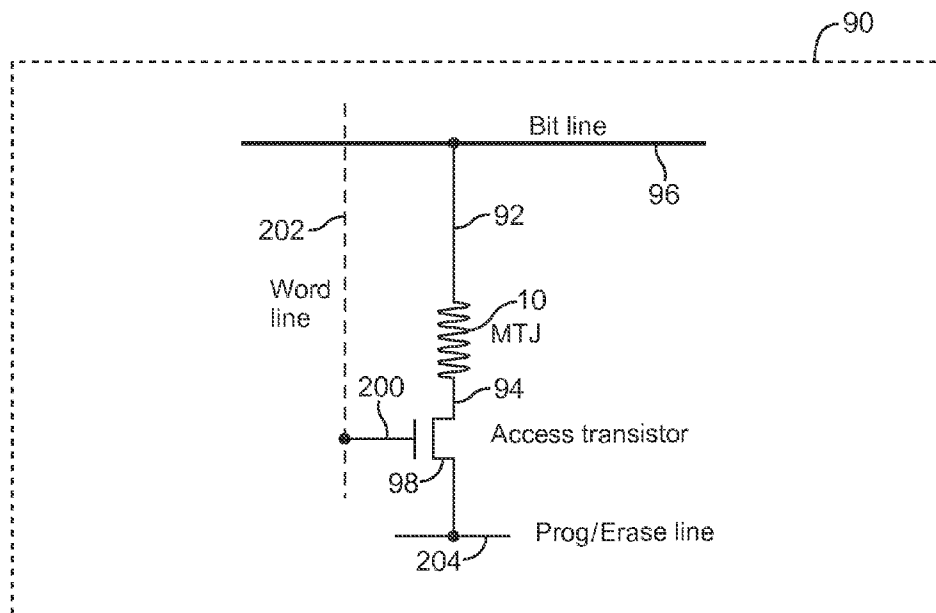 90
Bit line
96
202
92
Word
line
10
MTJ
200
94
Access transistor
98
Prog/Erase line
204